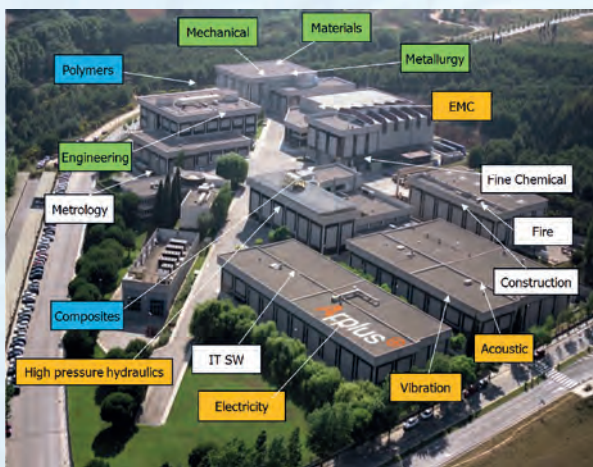 Materials
Mechanical
Metallurgy
Polymers
EMC
Engineering
Fine Chemical
Metrology
Fire
Construction
Composites
IT SW
Applus+
Acoustic
High pressure hydraulics
Vibration
Electricity